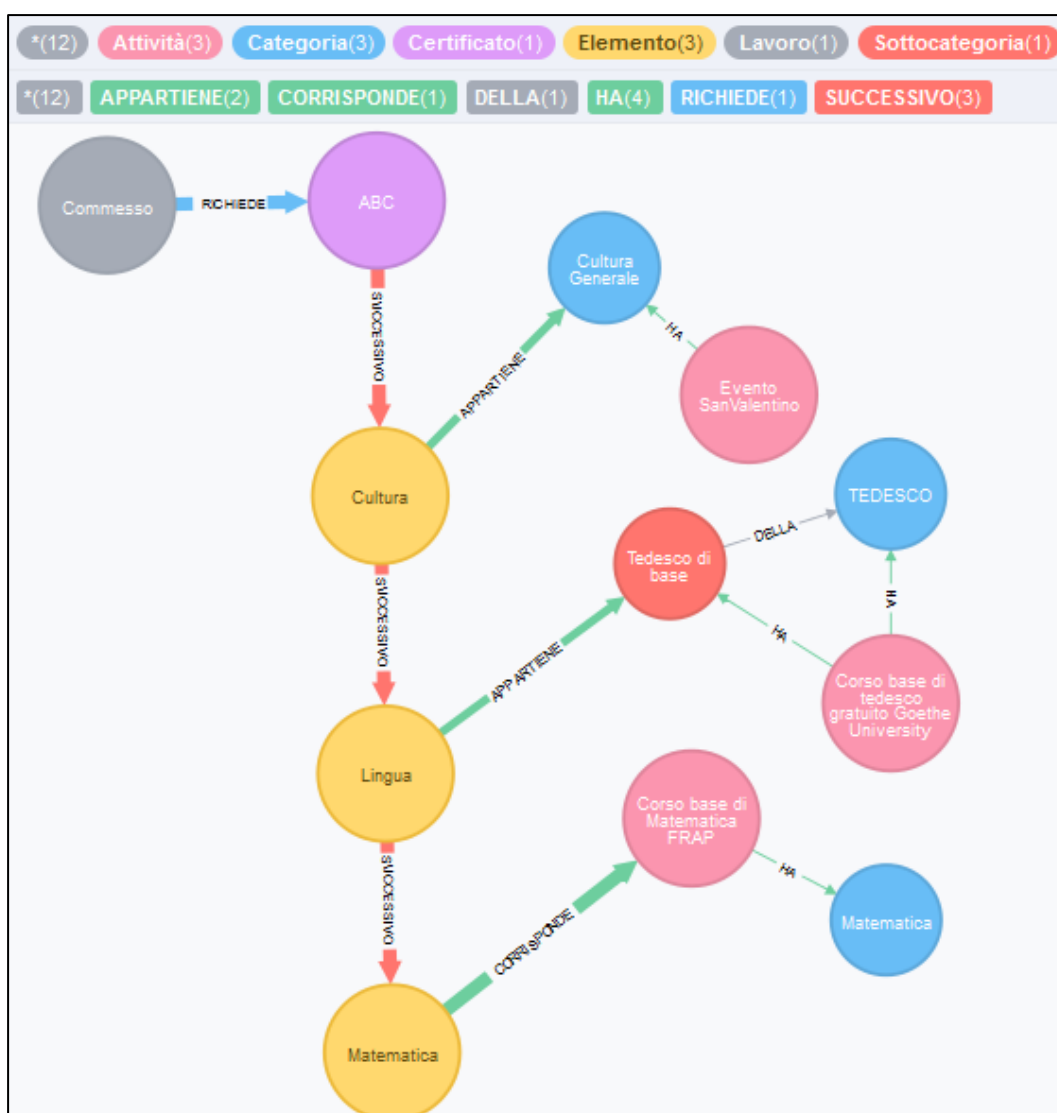 *(12) Attività(3) Categoria(3) Certificato(1) Elemento(3) Lavoro(1) Sottocategoria(1)
*(12) APPARTIENE(2) CORRISPONDE(1) DELLA(1) HA(4) RICHIEDE(1) SUCCESSIVO(3)
Commesso
RICHIEDE
ABC
SUCCESSIVO
Cultura
Generale
APPARTIENE
HA
Evento
SanValentino
Cultura
TEDESCO
DELLA
Tedesco di
base
SUCCESSIVO
HA
HA
APPARTIENE
Corso base di
tedesco
gratuito Goethe
University
Lingua
Corso base di
Matematica
FRAP
SUCCESSIVO
HA
CORRISPONDE
Matematica
Matematica